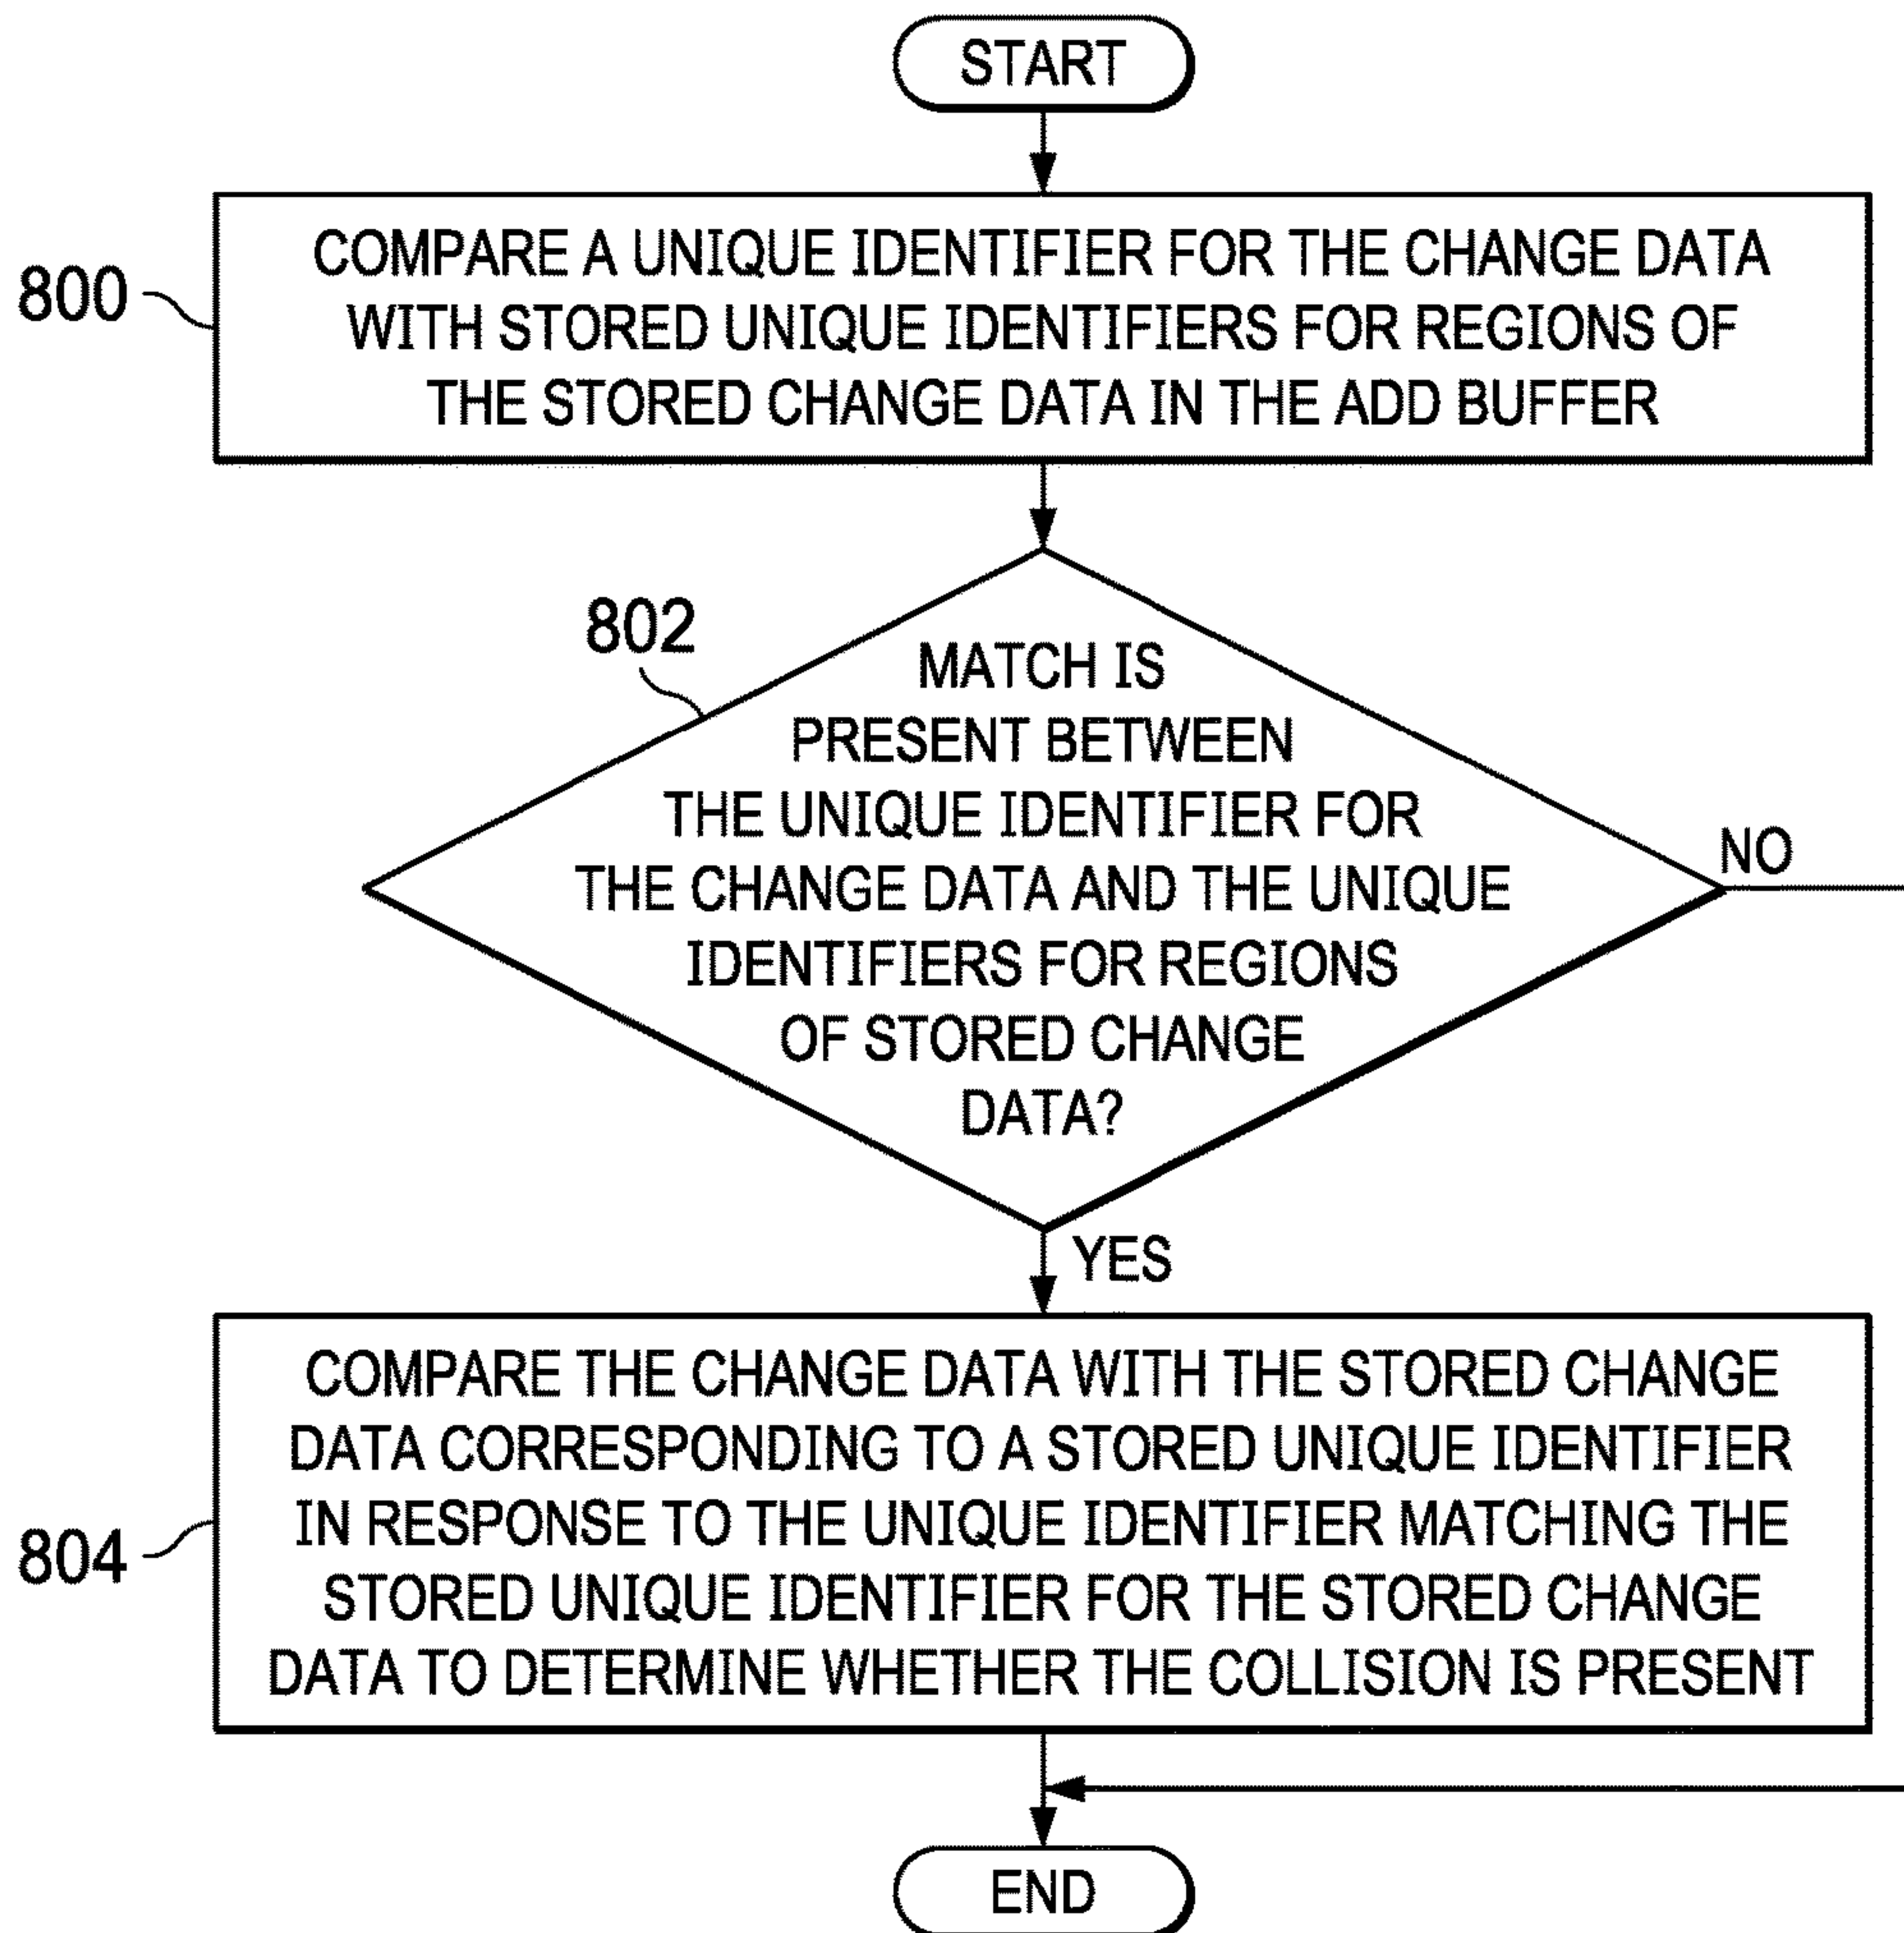 START
800
COMPARE A UNIQUE IDENTIFIER FOR THE CHANGE DATA
WITH STORED UNIQUE IDENTIFIERS FOR REGIONS OF
THE STORED CHANGE DATA IN THE ADD BUFFER
802
MATCH IS
PRESENT BETWEEN
THE UNIQUE IDENTIFIER FOR
THE CHANGE DATA AND THE UNIQUE
IDENTIFIERS FOR REGIONS
OF STORED CHANGE
DATA?
NO
YES
804
COMPARE THE CHANGE DATA WITH THE STORED CHANGE
DATA CORRESPONDING TO A STORED UNIQUE IDENTIFIER
IN RESPONSE TO THE UNIQUE IDENTIFIER MATCHING THE
STORED UNIQUE IDENTIFIER FOR THE STORED CHANGE
DATA TO DETERMINE WHETHER THE COLLISION IS PRESENT
END